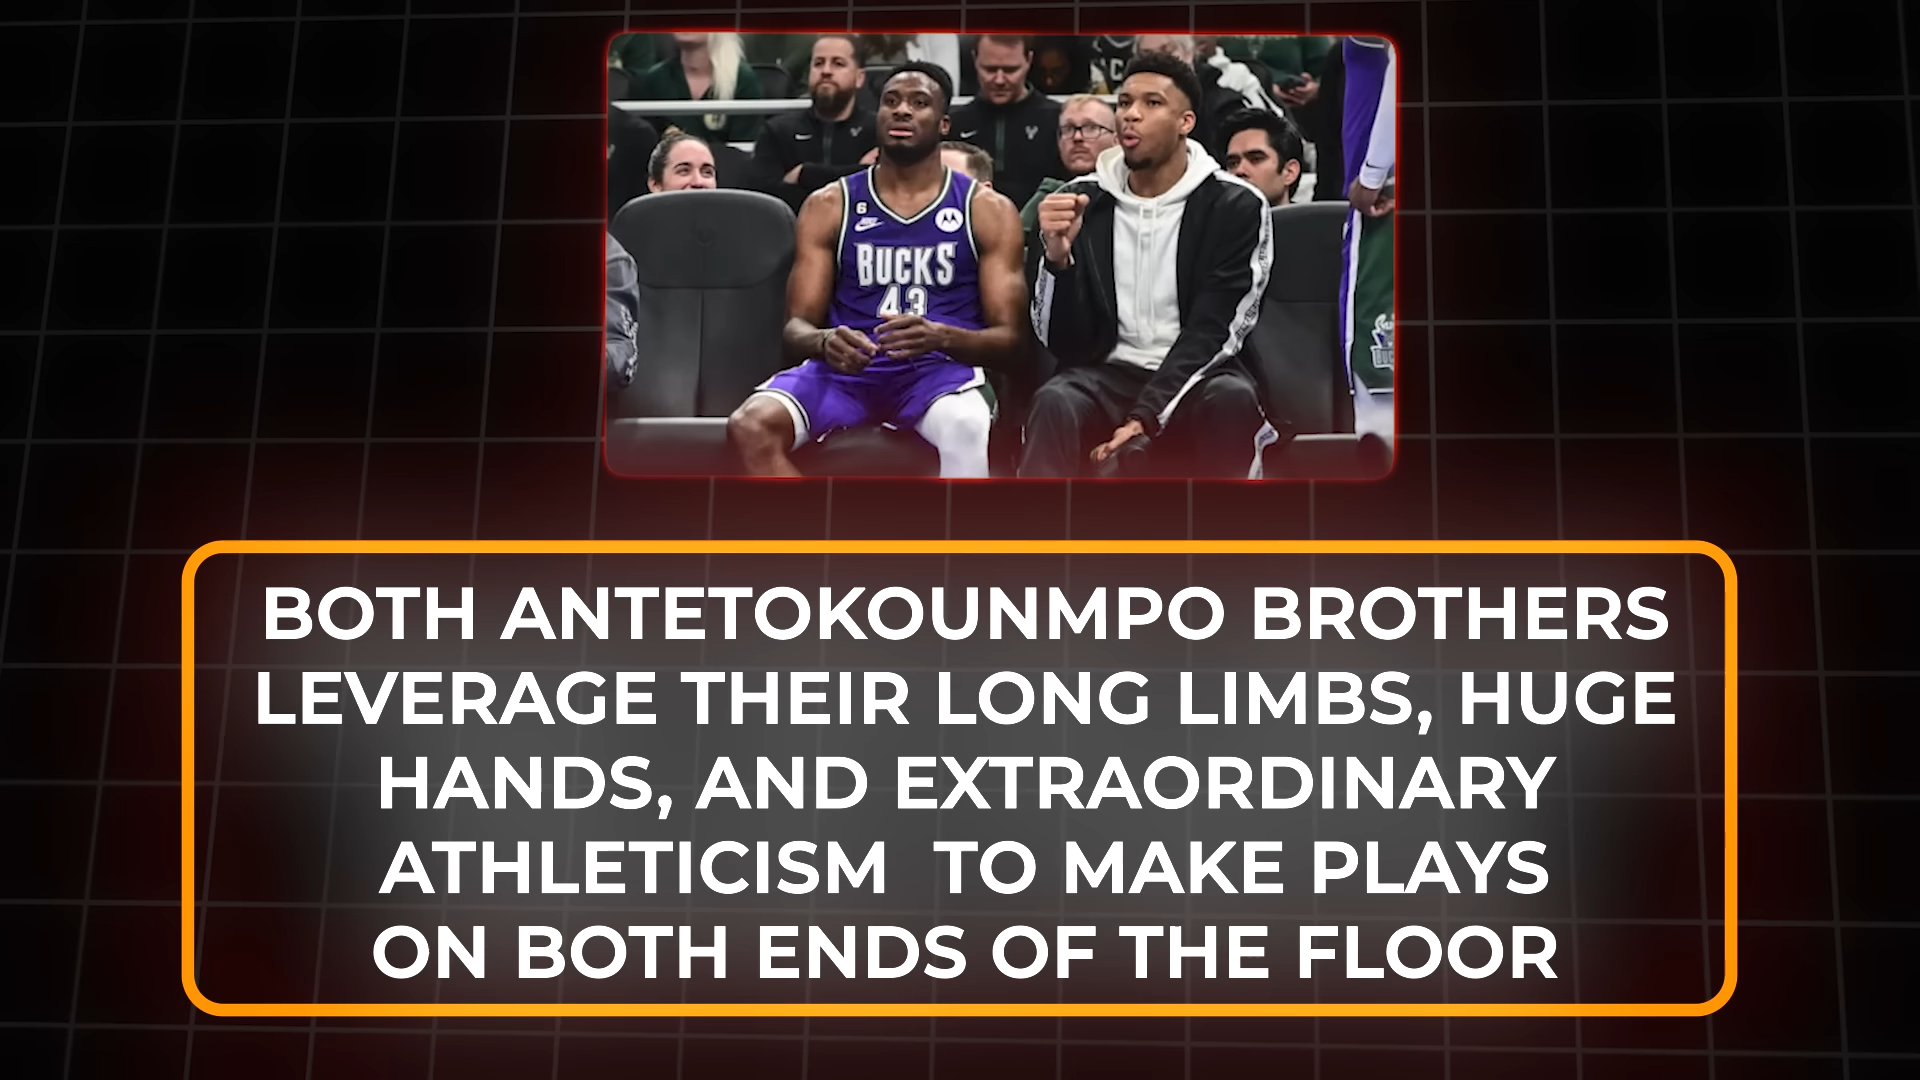 6
BUCKS
43
BOTH ANTETOKOUNMPO BROTHERS
LEVERAGE THEIR LONG LIMBS, HUGE
HANDS, AND EXTRAORDINARY
ATHLETICISM TO MAKE PLAYS
ON BOTH ENDS OF THE FLOOR